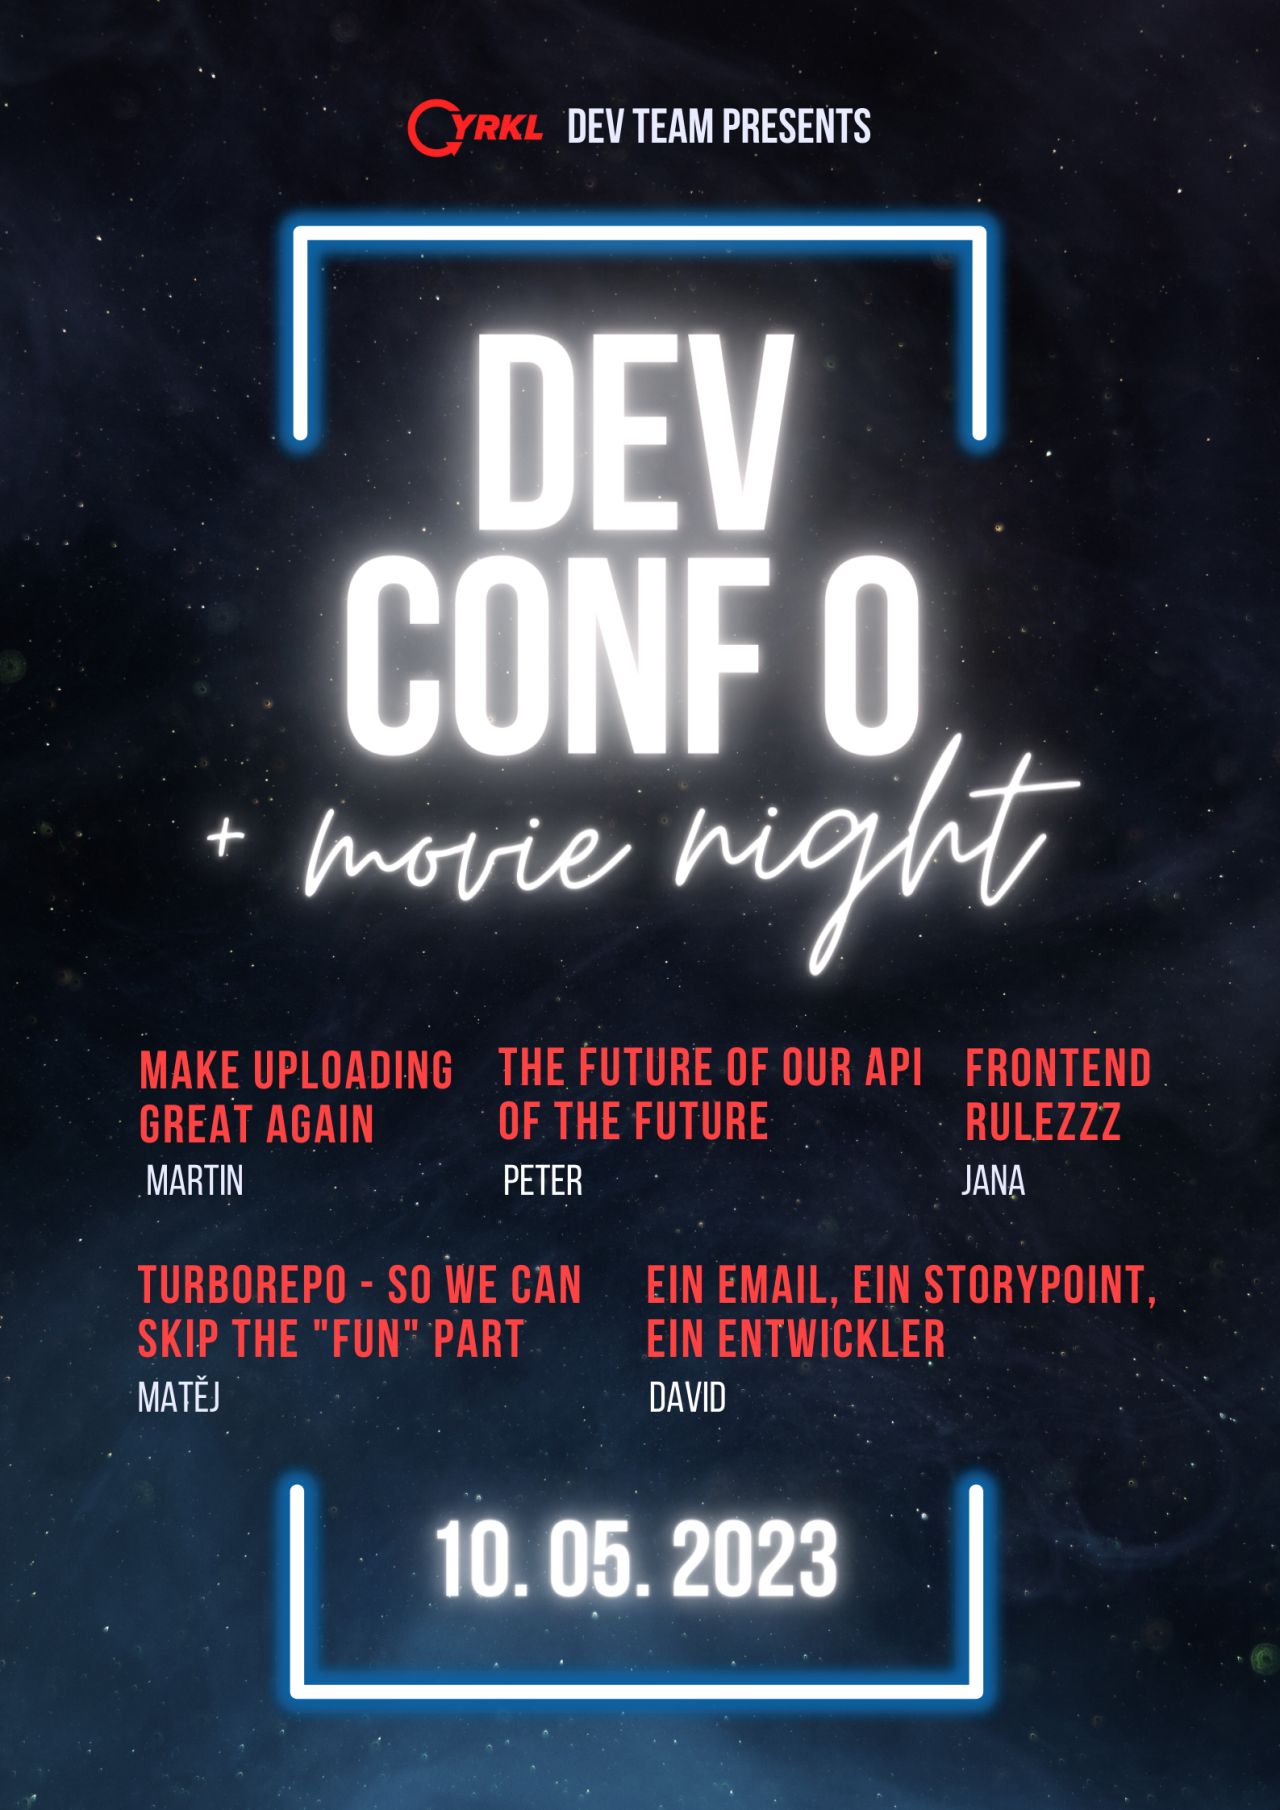 CYRKL DEV TEAM PRESENTS
DEV
CONF 0
+ movie night
MAKE UPLOADING
GREAT AGAIN
MARTIN
THE FUTURE OF OUR API
OF THE FUTURE
PETER
FRONTEND
RULEZZZ
JANA
TURBOREPO - SO WE CAN
SKIP THE "FUN" PART
MATĚJ
EIN EMAIL, EIN STORYPOINT,
EIN ENTWICKLER
DAVID
10. 05. 2023